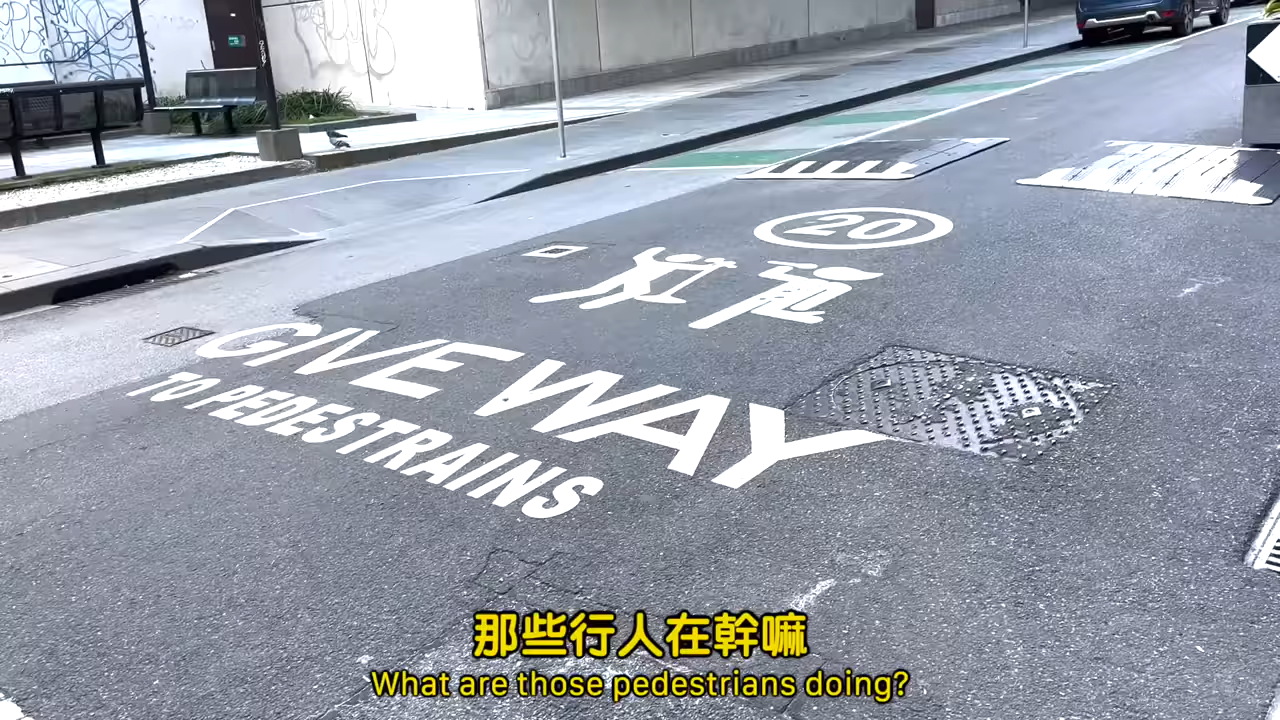 20
GIVE WAY
TO PEDESTRAINS
那些行人在幹嘛
What are those pedestrians doing?